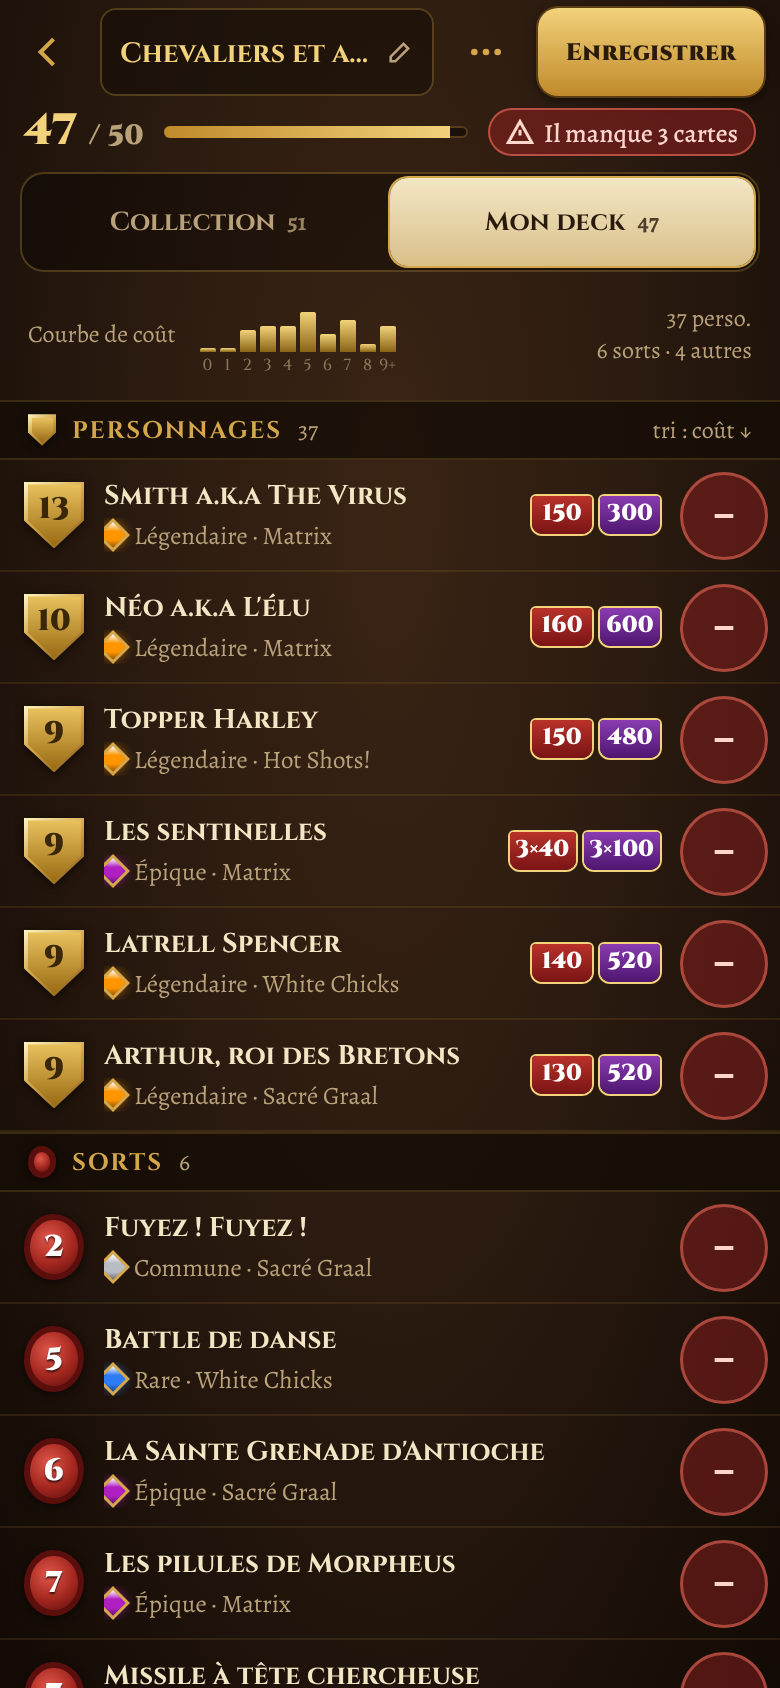 Chevaliers et a...
Enregistrer
47 / 50
Il manque 3 cartes
Collection 51
Mon deck 47
Courbe de coût
0 1 2 3 4 5 6 7 8 9+
37 perso.
6 sorts · 4 autres
PERSONNAGES 37
tri : coût ↓
13
Smith a.k.a The Virus
Légendaire · Matrix
150 300
–
10
Néo a.k.a L'élu
Légendaire · Matrix
160 600
–
9
Topper Harley
Légendaire · Hot Shots!
150 480
–
9
Les sentinelles
Épique · Matrix
3×40 3×100
–
9
Latrell Spencer
Légendaire · White Chicks
140 520
–
9
Arthur, roi des Bretons
Légendaire · Sacré Graal
130 520
–
SORTS 6
2
Fuyez ! Fuyez !
Commune · Sacré Graal
–
5
Battle de danse
Rare · White Chicks
–
6
La Sainte Grenade d'Antioche
Épique · Sacré Graal
–
7
Les pilules de Morpheus
Épique · Matrix
–
Missile à tête chercheuse